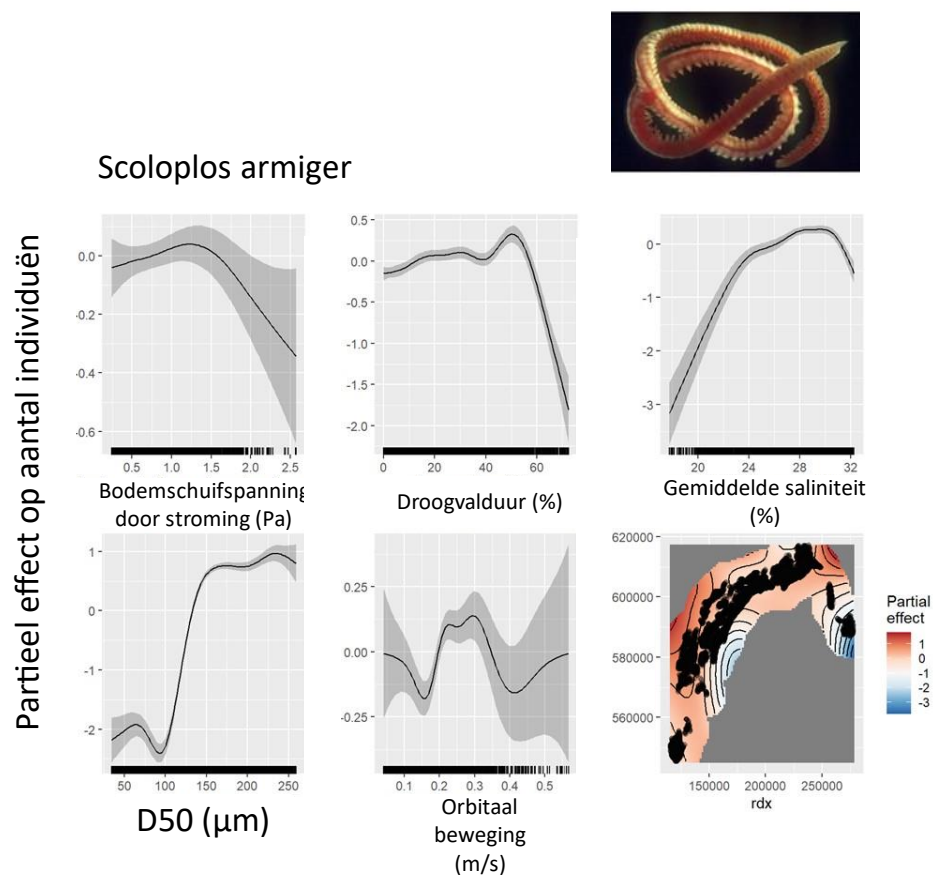 Scoloplos armiger
Partieel effect op aantal individuën
0.0
-0.2
-0.4
-0.6
0.5 1.0 1.5 2.0 2.5
Bodemschuifspanning
door stroming (Pa)
0.5
0.0
-0.5
-1.0
-1.5
-2.0
0 20 40 60
Droogvalduur (%)
0
-1
-2
-3
20 24 28 32
Gemiddelde saliniteit
(%)
1
0
-1
-2
50 100 150 200 250
D50 (µm)
0.25
0.00
-0.25
0.1 0.2 0.3 0.4 0.5
Orbitaal
beweging
(m/s)
620000
600000
580000
560000
150000 200000 250000
rdx
Partial
effect
1
0
-1
-2
-3